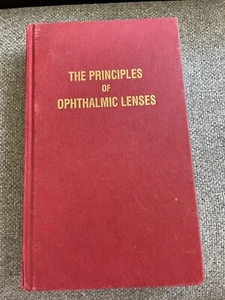 THE PRINCIPLES
OF
OPHTHALMIC LENSES